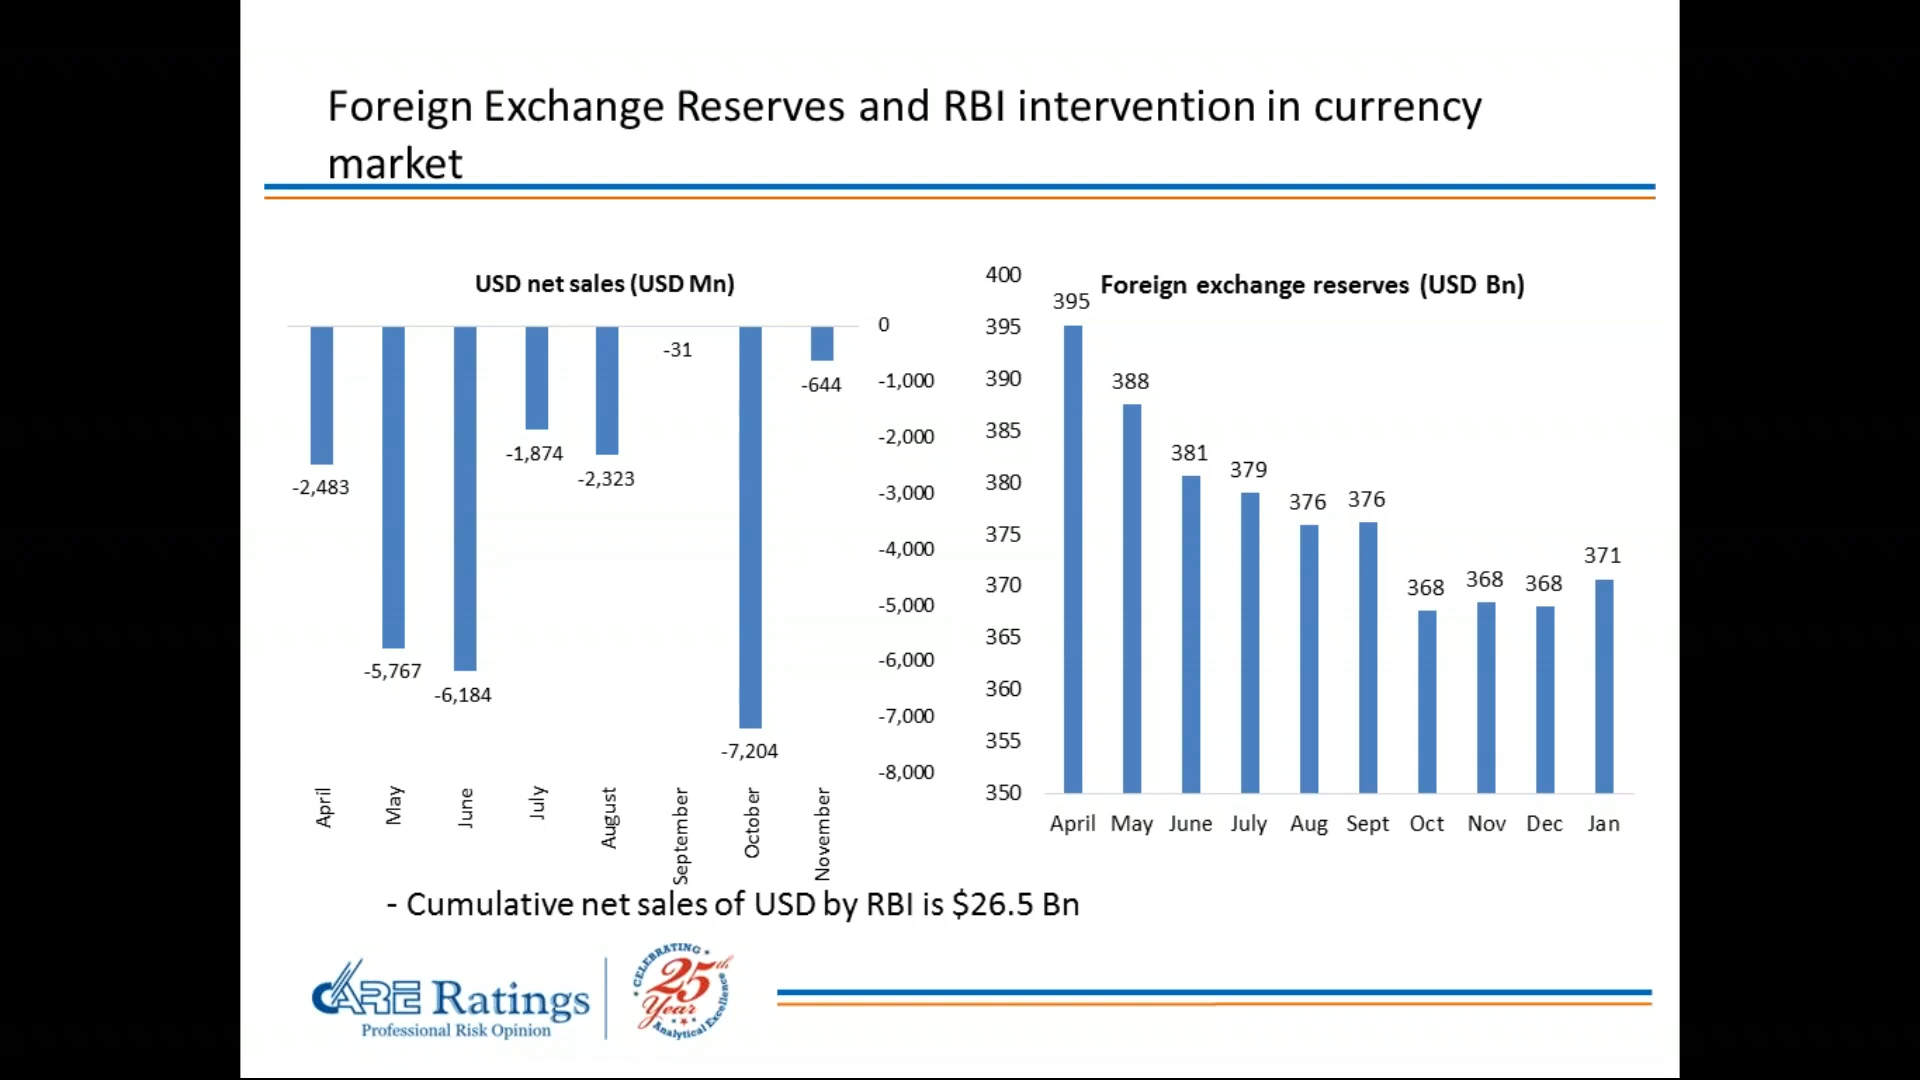 Foreign Exchange Reserves and RBI intervention in currency
market
USD net sales (USD Mn)
0
-1,000
-2,000
-3,000
-4,000
-5,000
-6,000
-7,000
-8,000
-2,483
-5,767
-6,184
-1,874
-2,323
-31
-7,204
-644
April
May
June
July
August
September
October
November
Foreign exchange reserves (USD Bn)
400
395
390
385
380
375
370
365
360
355
350
395
388
381
379
376
376
368
368
368
371
April May June July Aug Sept Oct Nov Dec Jan
- Cumulative net sales of USD by RBI is $26.5 Bn
CARE Ratings
Professional Risk Opinion
CELEBRATING
25th
Year
Analytical Excellence